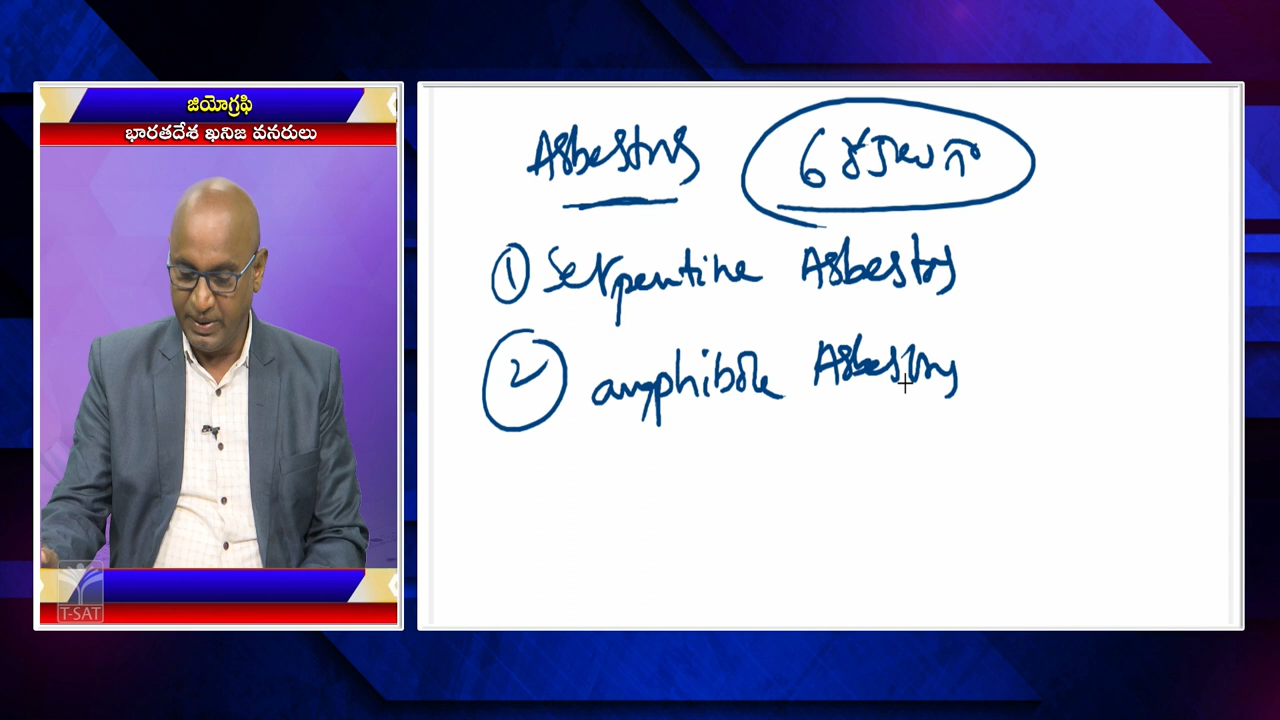 జియోగ్రఫి
భారతదేశ ఖనిజ వనరులు
Asbestos 6 రకాలుగా
① Serpentine Asbestos
② amphibole Asbestos
T-SAT